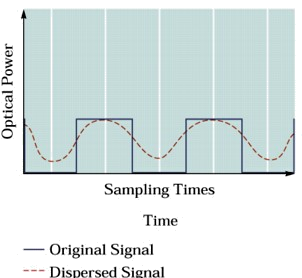 Optical Power
Sampling Times
Time
Original Signal
Dispersed Signal